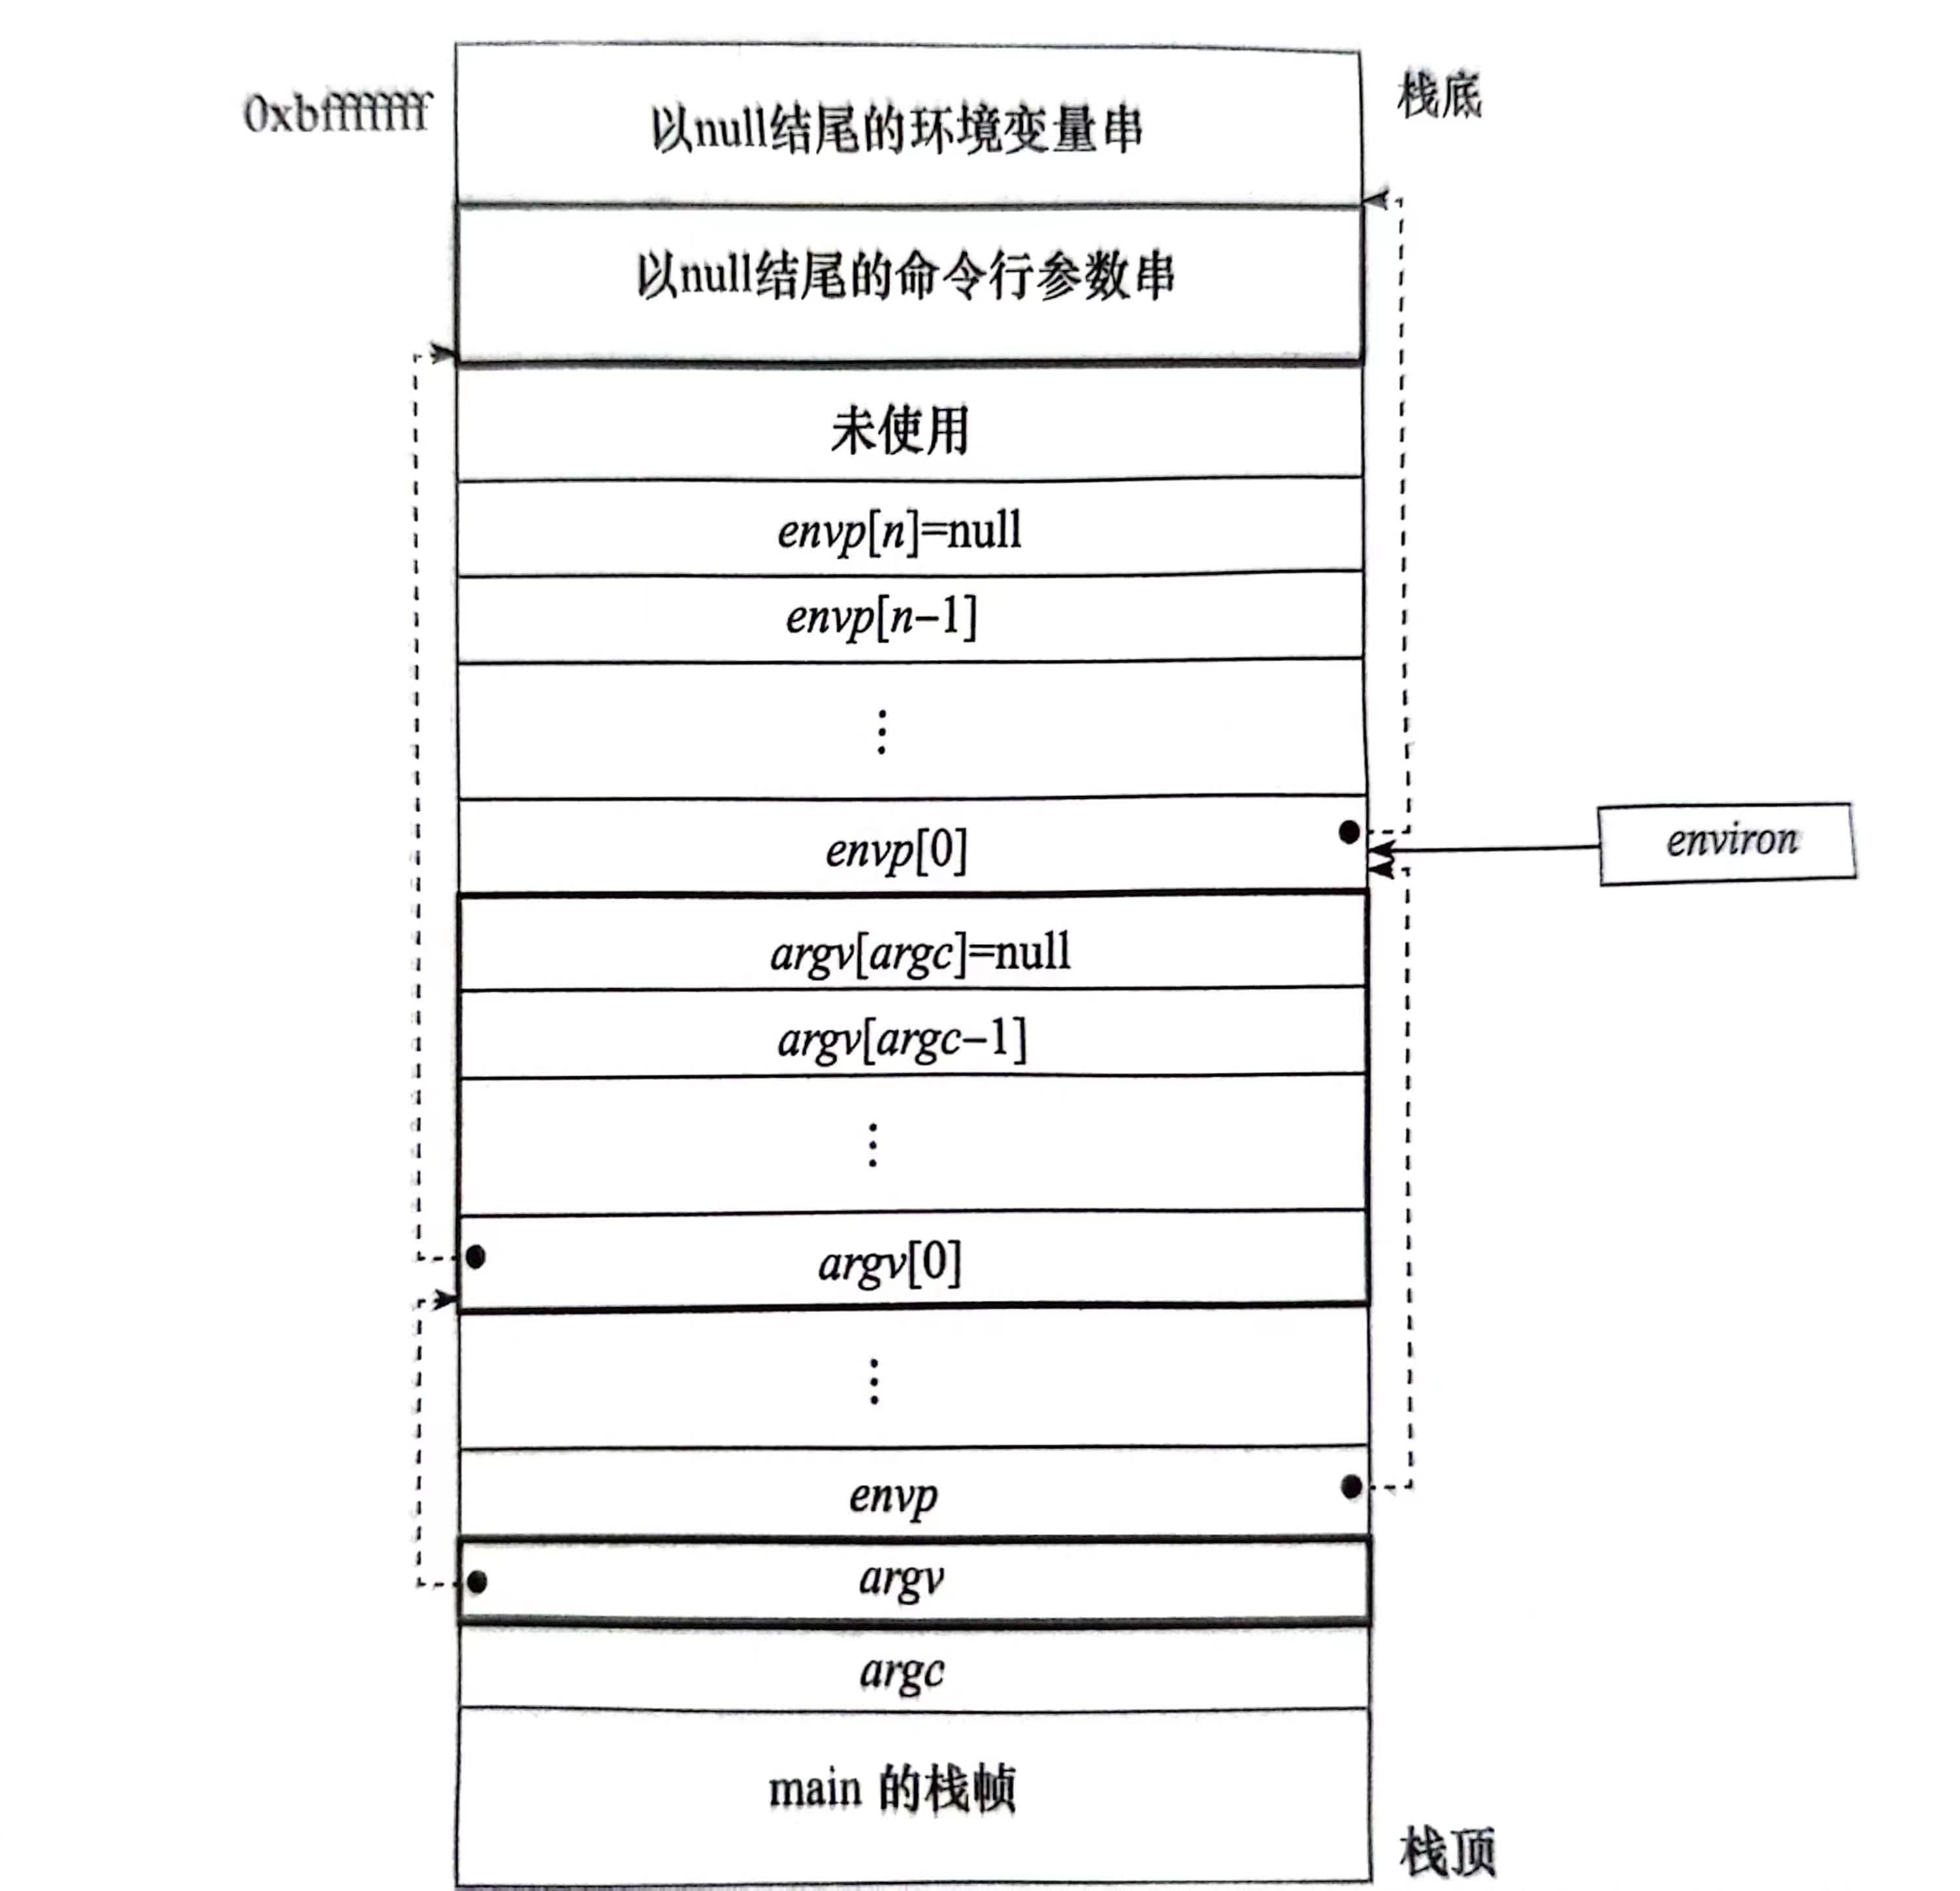 0xbfffffff
栈底
以null结尾的环境变量串
以null结尾的命令行参数串
未使用
envp[n]=null
envp[n−1]
⋮
envp[0]
environ
argv[argc]=null
argv[argc−1]
⋮
argv[0]
⋮
envp
argv
argc
main 的栈帧
栈顶